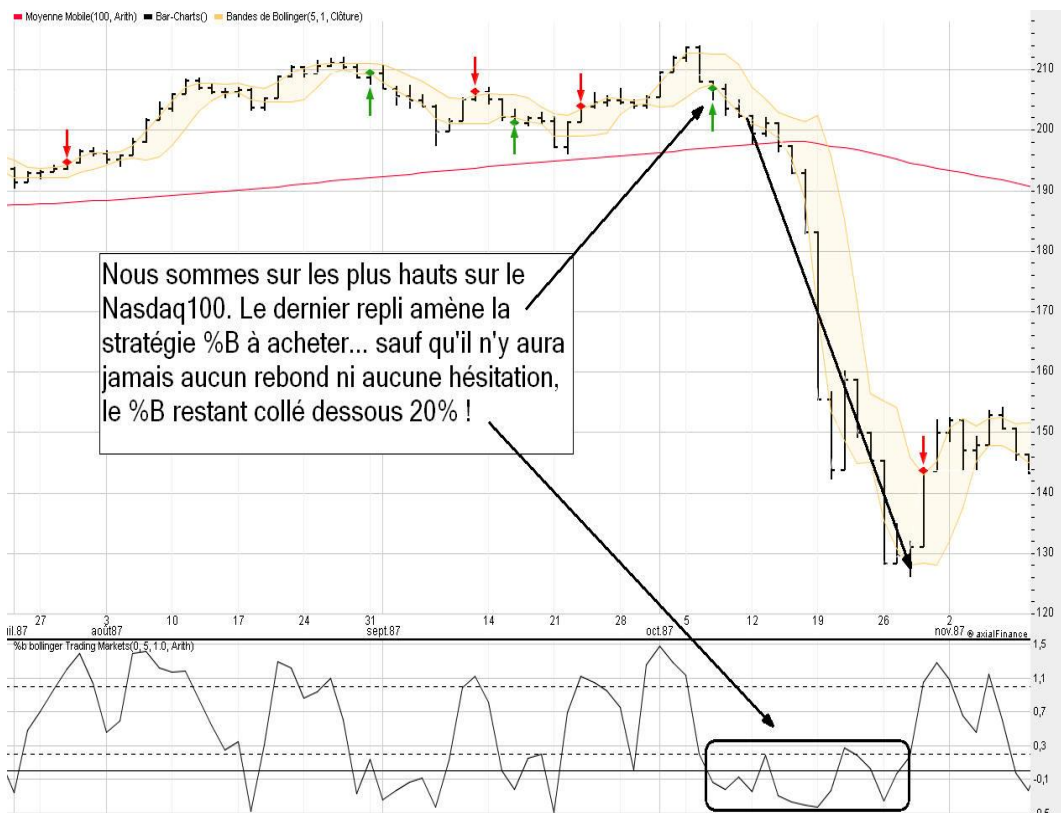 Moyenne Mobile(100, Arith) Bar-Charts() Bandes de Bollinger(5, 1, Clôture)
210
200
190
180
170
160
150
140
130
120
Nous sommes sur les plus hauts sur le
Nasdaq100. Le dernier repli amène la
stratégie %B à acheter... sauf qu'il n'y aura
jamais aucun rebond ni aucune hésitation,
le %B restant collé dessous 20% !
27 3 10 17 24 31 14 21 28 5 12 19 26 2
uil.87 août87 sept.87 oct.87 nov.87 © axialFinance
%b bollinger Trading Markets(0, 5, 1.0, Arith)
1,5
1,1
0,7
0,3
-0,1
-0,5